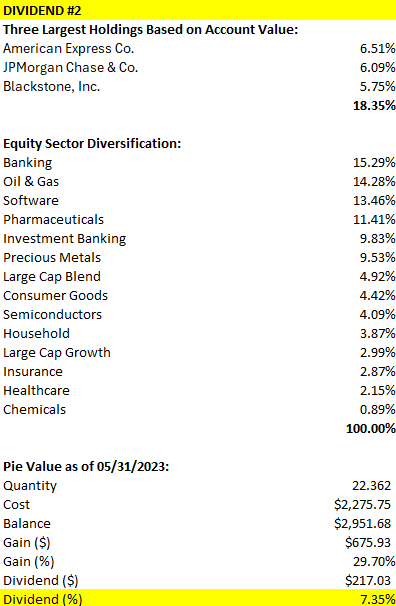 DIVIDEND #2
Three Largest Holdings Based on Account Value:
American Express Co. 6.51%
JPMorgan Chase & Co. 6.09%
Blackstone, Inc. 5.75%
18.35%
Equity Sector Diversification:
Banking 15.29%
Oil & Gas 14.28%
Software 13.46%
Pharmaceuticals 11.41%
Investment Banking 9.83%
Precious Metals 9.53%
Large Cap Blend 4.92%
Consumer Goods 4.42%
Semiconductors 4.09%
Household 3.87%
Large Cap Growth 2.99%
Insurance 2.87%
Healthcare 2.15%
Chemicals 0.89%
100.00%
Pie Value as of 05/31/2023:
Quantity 22.362
Cost $2,275.75
Balance $2,951.68
Gain ($) $675.93
Gain (%) 29.70%
Dividend ($) $217.03
Dividend (%) 7.35%